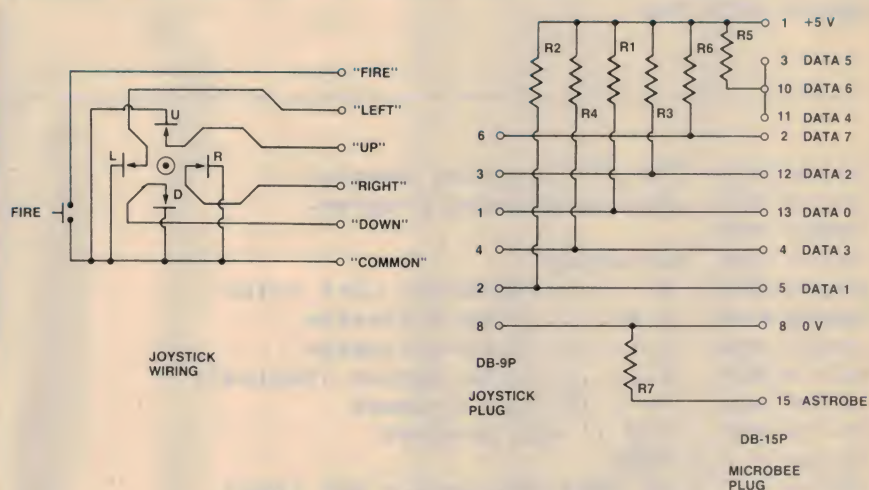 "FIRE"
"LEFT"
"UP"
"RIGHT"
"DOWN"
"COMMON"
U
L
R
D
FIRE
JOYSTICK
WIRING
R2
R4
R1
R3
R6
R5
R7
6
3
1
4
2
8
DB-9P
JOYSTICK
PLUG
1 +5 V
3 DATA 5
10 DATA 6
11 DATA 4
2 DATA 7
12 DATA 2
13 DATA 0
4 DATA 3
5 DATA 1
8 0 V
15 ASTROBE
DB-15P
MICROBEE
PLUG